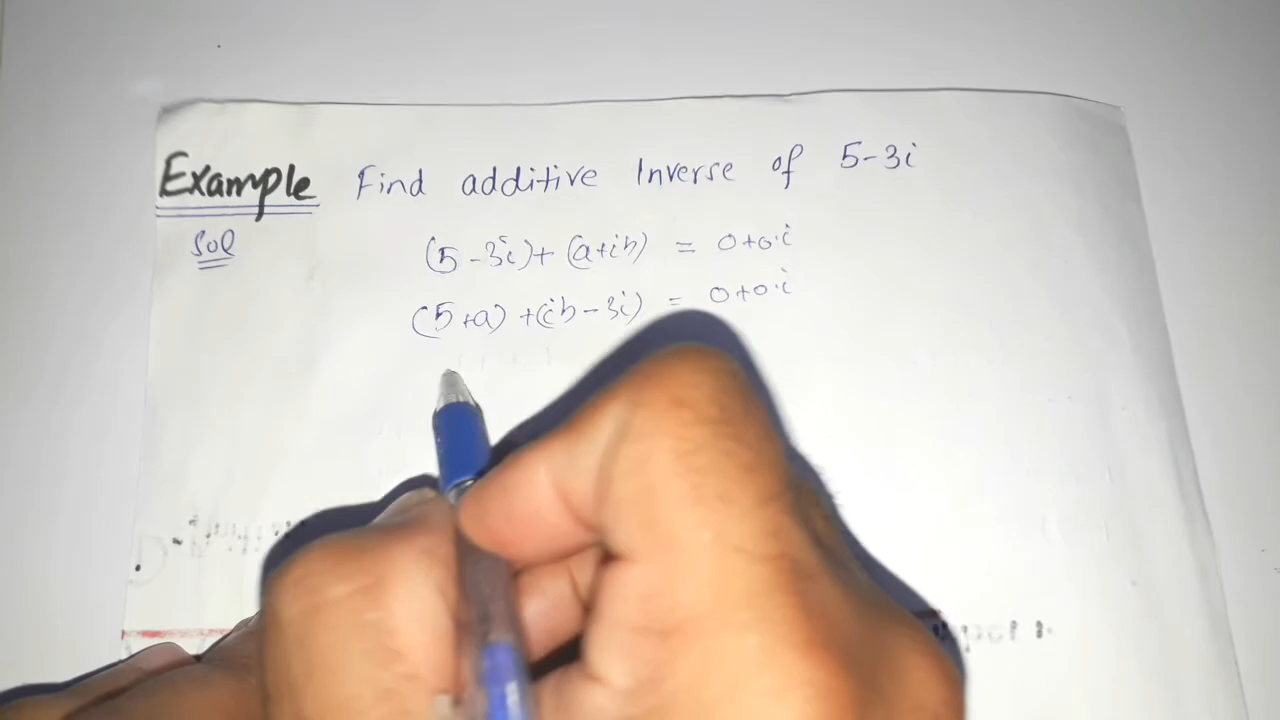 Example Find additive Inverse of 5-3i
Sol
(5-3i)+(a+ib) = 0+0.i
(5+a)+(ib-3i) = 0+0.i